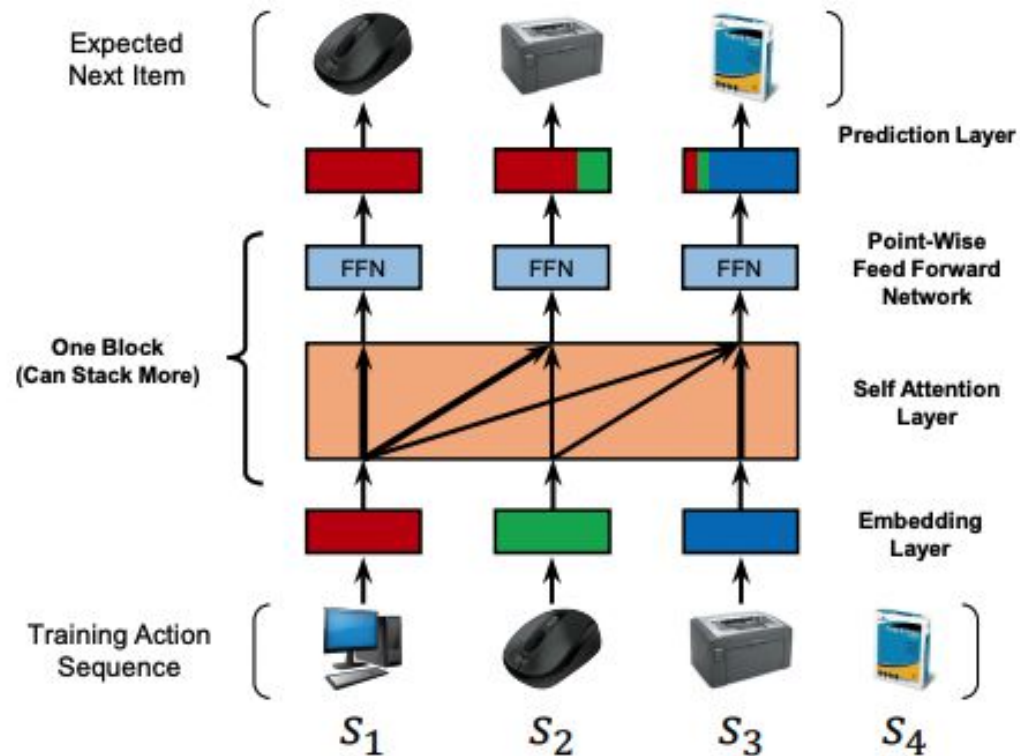 Expected
Next Item
Prediction Layer
FFN
FFN
FFN
Point-Wise
Feed Forward
Network
One Block
(Can Stack More)
Self Attention
Layer
Embedding
Layer
Training Action
Sequence
S₁
S₂
S₃
S₄